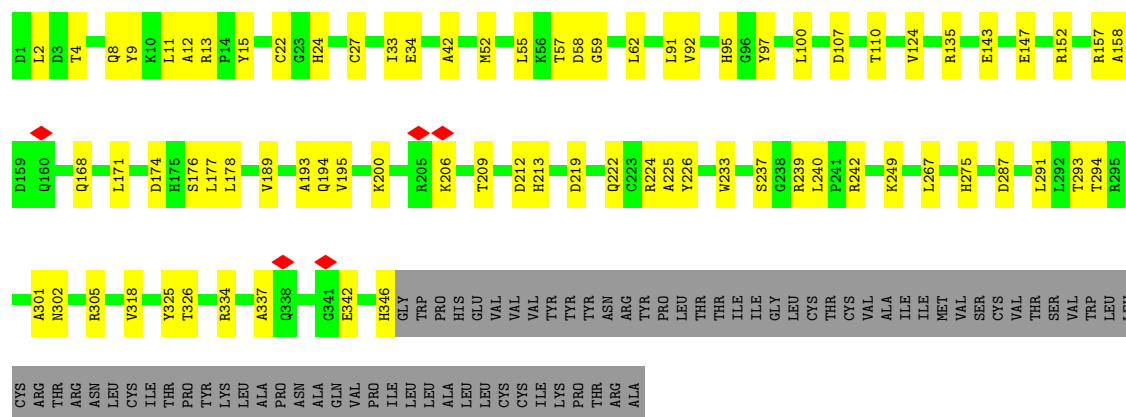 D1 L2 D3 T4 Q8 Y9 K10 L11 A12 R13 P14 Y15 C22 G23 H24 C27 I33 E34 A42 M52 L55 K56 T57 D58 G59 L62 L91 V92 H95 G96 Y97 L100 D107 T110 V124 R135 E143 E147 R152 R157 A158
D159 Q160 Q168 L171 D174 H175 S176 L177 L178 V189 A193 Q194 V195 K200 R205 K206 T209 D212 H213 D219 Q222 C223 R224 A225 Y226 W233 S237 G238 R239 L240 P241 R242 K249 L267 H275 D287 L291 L292 T293 T294 R295
A301 N302 R305 V318 Y325 T326 R334 A337 Q338 G341 E342 H346 GLY TRP PRO HIS GLU VAL VAL VAL TYR TYR TYR ASN ARG TYR PRO LEU THR THR ILE ILE GLY LEU CYS THR CYS VAL ALA ILE ILE MET VAL SER CYS VAL THR SER VAL TRP LEU
CYS ARG THR ARG ASN LEU CYS ILE THR PRO TYR LYS LEU ALA PRO ASN ALA GLN VAL PRO ILE LEU LEU ALA LEU LEU CYS CYS ILE LYS PRO THR ARG ALA